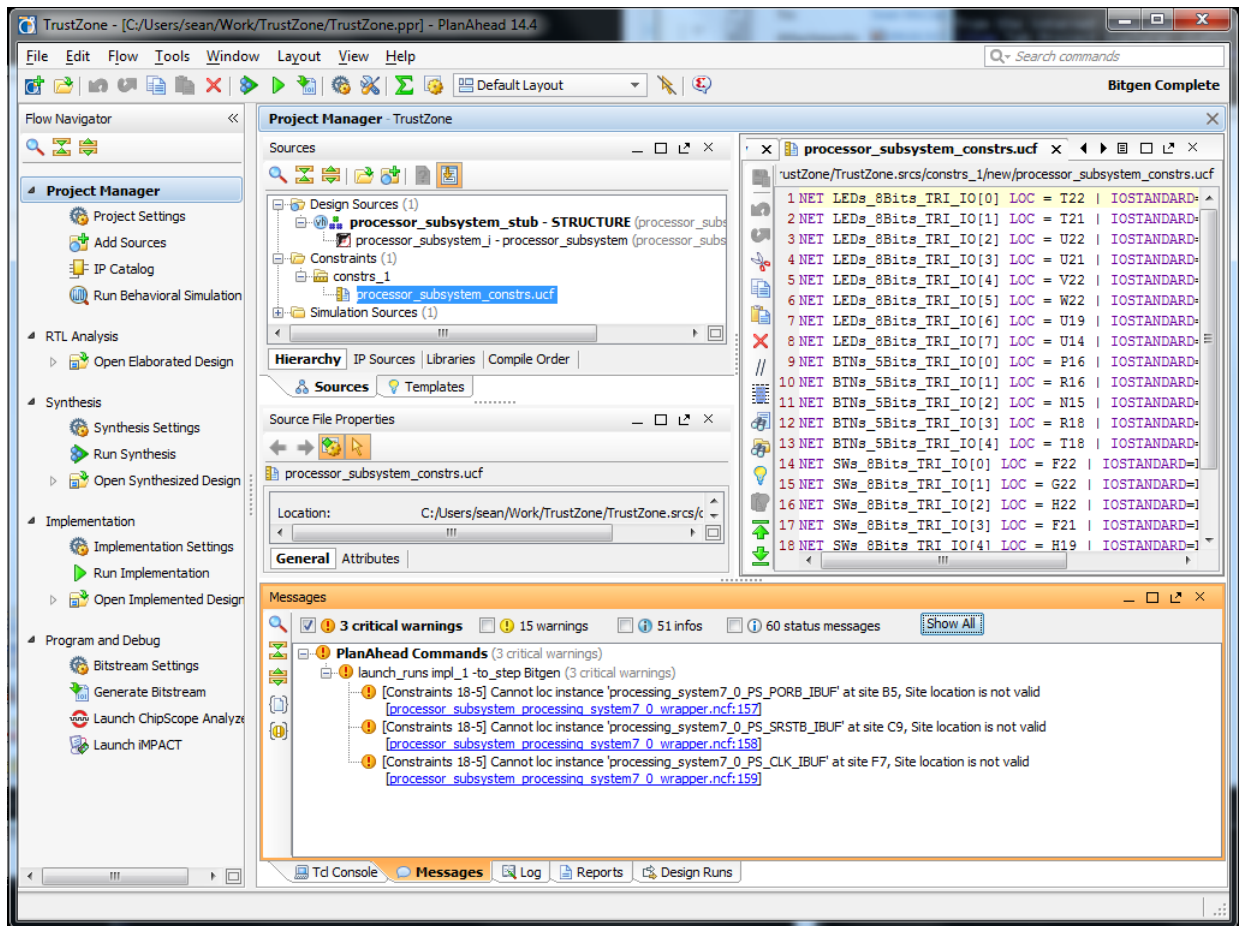 TrustZone - [C:/Users/sean/Work/TrustZone/TrustZone.ppr] - PlanAhead 14.4
File Edit Flow Tools Window Layout View Help
Search commands
Default Layout
Bitgen Complete
Flow Navigator
Project Manager
Project Settings
Add Sources
IP Catalog
Run Behavioral Simulation
RTL Analysis
Open Elaborated Design
Synthesis
Synthesis Settings
Run Synthesis
Open Synthesized Design
Implementation
Implementation Settings
Run Implementation
Open Implemented Design
Program and Debug
Bitstream Settings
Generate Bitstream
Launch ChipScope Analyze
Launch iMPACT
Project Manager - TrustZone
Sources
Design Sources (1)
processor_subsystem_stub - STRUCTURE (processor_subs
processor_subsystem_i - processor_subsystem (processor_subs
Constraints (1)
constrs_1
processor_subsystem_constrs.ucf
Simulation Sources (1)
Hierarchy IP Sources Libraries Compile Order
Sources Templates
Source File Properties
processor_subsystem_constrs.ucf
Location: C:/Users/sean/Work/TrustZone/TrustZone.srcs/c
General Attributes
processor_subsystem_constrs.ucf
rustZone/TrustZone.srcs/constrs_1/new/processor_subsystem_constrs.ucf
1 NET LEDs_8Bits_TRI_IO[0] LOC = T22 | IOSTANDARD=
2 NET LEDs_8Bits_TRI_IO[1] LOC = T21 | IOSTANDARD=
3 NET LEDs_8Bits_TRI_IO[2] LOC = U22 | IOSTANDARD=
4 NET LEDs_8Bits_TRI_IO[3] LOC = U21 | IOSTANDARD=
5 NET LEDs_8Bits_TRI_IO[4] LOC = V22 | IOSTANDARD=
6 NET LEDs_8Bits_TRI_IO[5] LOC = W22 | IOSTANDARD=
7 NET LEDs_8Bits_TRI_IO[6] LOC = U19 | IOSTANDARD=
8 NET LEDs_8Bits_TRI_IO[7] LOC = U14 | IOSTANDARD=
9 NET BTNs_5Bits_TRI_IO[0] LOC = P16 | IOSTANDARD=
10 NET BTNs_5Bits_TRI_IO[1] LOC = R16 | IOSTANDARD=
11 NET BTNs_5Bits_TRI_IO[2] LOC = N15 | IOSTANDARD=
12 NET BTNs_5Bits_TRI_IO[3] LOC = R18 | IOSTANDARD=
13 NET BTNs_5Bits_TRI_IO[4] LOC = T18 | IOSTANDARD=
14 NET SWs_8Bits_TRI_IO[0] LOC = F22 | IOSTANDARD=
15 NET SWs_8Bits_TRI_IO[1] LOC = G22 | IOSTANDARD=
16 NET SWs_8Bits_TRI_IO[2] LOC = H22 | IOSTANDARD=
17 NET SWs_8Bits_TRI_IO[3] LOC = F21 | IOSTANDARD=
18 NET SWs_8Bits_TRI_IO[4] LOC = H19 | IOSTANDARD=
Messages
3 critical warnings 15 warnings 51 infos 60 status messages Show All
PlanAhead Commands (3 critical warnings)
launch_runs impl_1 -to_step Bitgen (3 critical warnings)
[Constraints 18-5] Cannot loc instance 'processing_system7_0_PS_PORB_IBUF' at site B5, Site location is not valid
[processor_subsystem_processing_system7_0_wrapper.ncf:157]
[Constraints 18-5] Cannot loc instance 'processing_system7_0_PS_SRSTB_IBUF' at site C9, Site location is not valid
[processor_subsystem_processing_system7_0_wrapper.ncf:158]
[Constraints 18-5] Cannot loc instance 'processing_system7_0_PS_CLK_IBUF' at site F7, Site location is not valid
[processor_subsystem_processing_system7_0_wrapper.ncf:159]
Tcl Console Messages Log Reports Design Runs